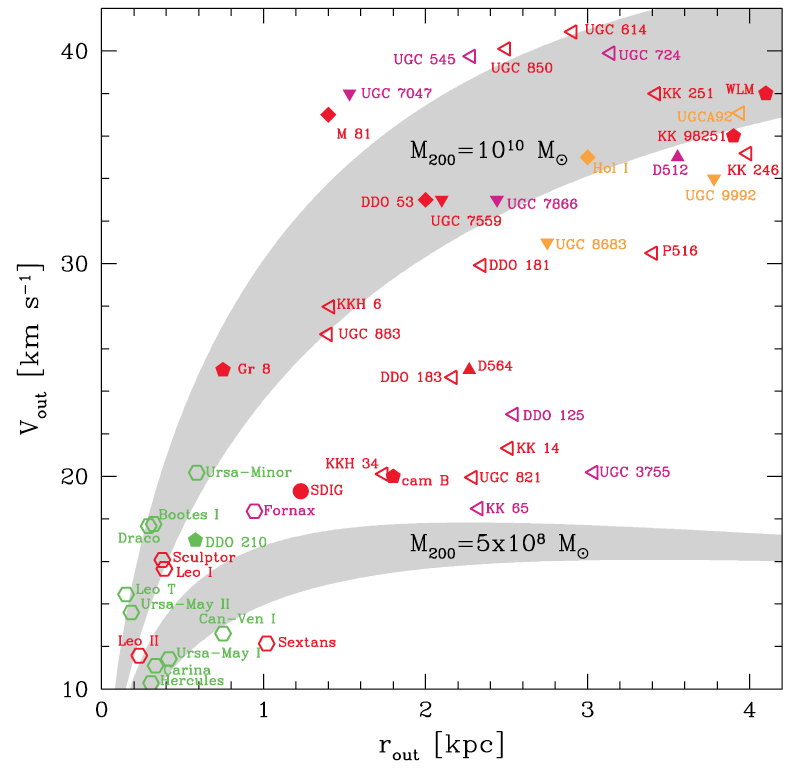 40
30
20
10
V_out [km s⁻¹]
UGC 614
UGC 545
UGC 850
UGC 724
UGC 7047
KK 251
WLM
M 81
UGCA92
M₂₀₀=10¹⁰ M_⊙
KK 98251
Hol I
D512
KK 246
DDO 53
UGC 7866
UGC 9992
UGC 7559
UGC 8683
P516
DDO 181
KKH 6
UGC 883
Gr 8
DDO 183
D564
DDO 125
KK 14
KKH 34
Ursa-Minor
cam B
UGC 821
UGC 3755
SDIG
Fornax
KK 65
Bootes I
Draco
DDO 210
M₂₀₀=5x10⁸ M_⊙
Sculptor
Leo I
Leo T
Ursa-May II
Can-Ven I
Leo II
Sextans
Ursa-May I
Carina
Hercules
0 1 2 3 4
r_out [kpc]